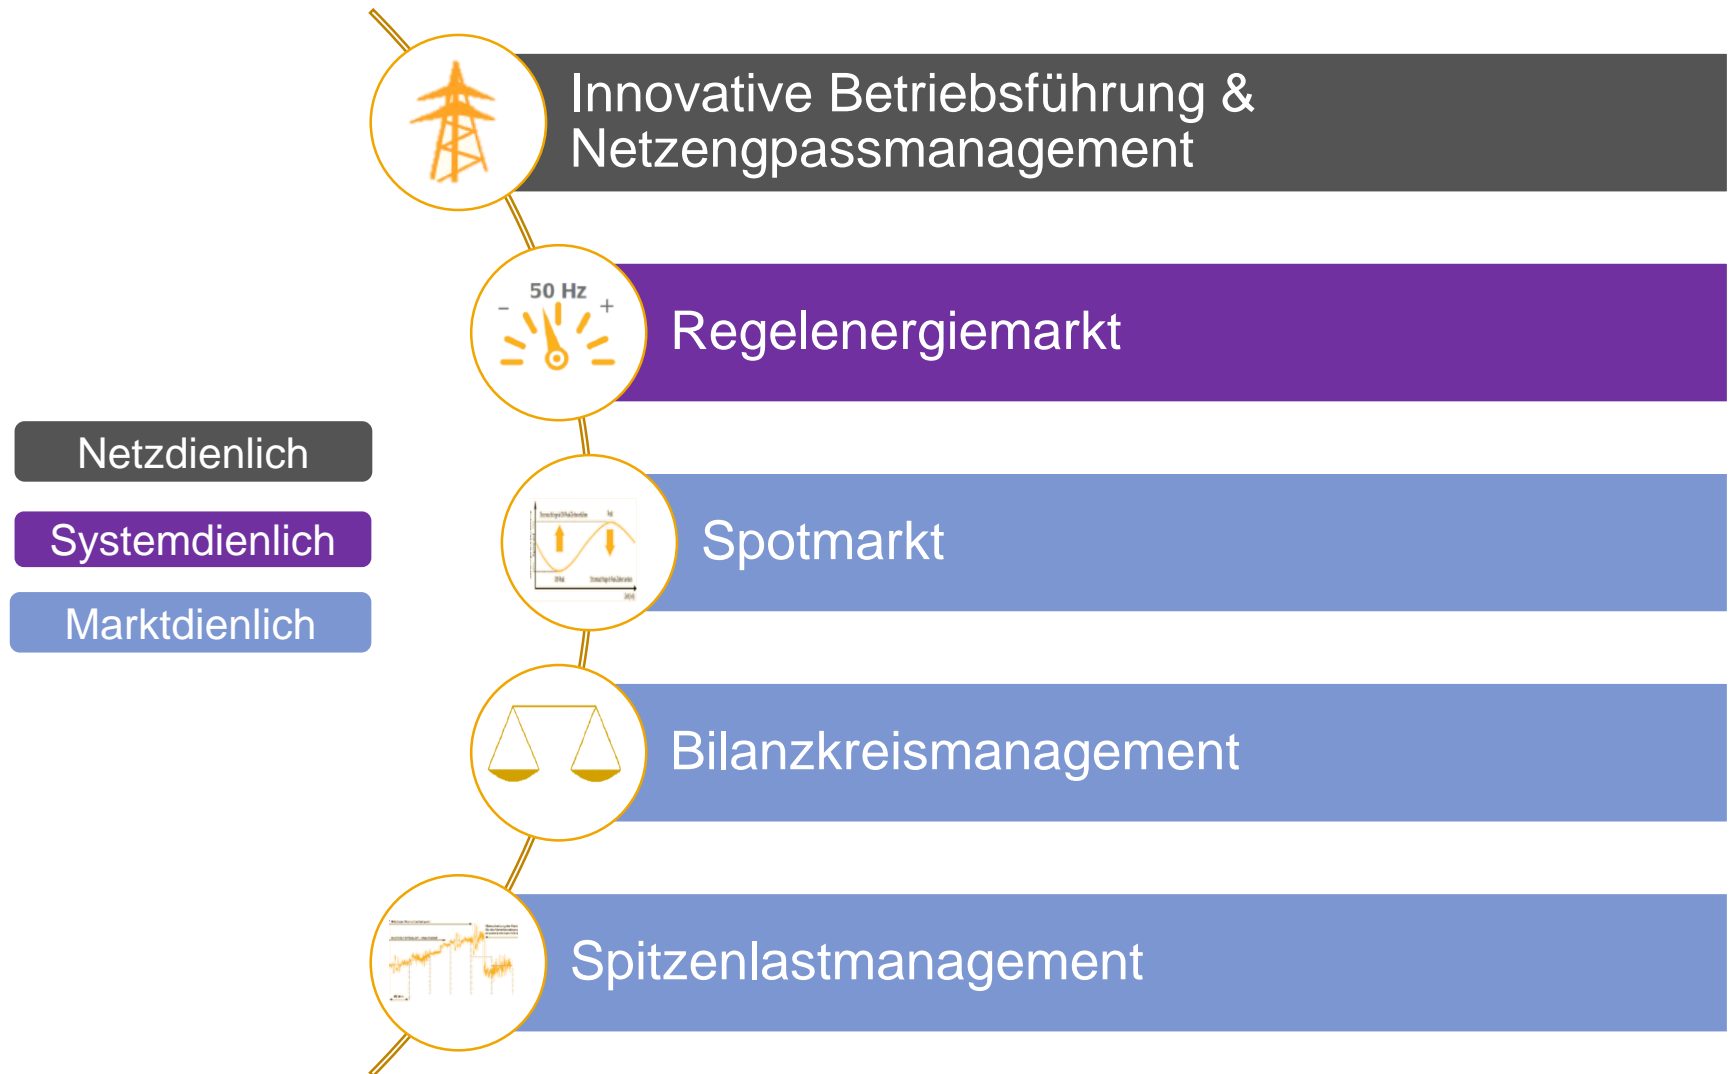 Innovative Betriebsführung &
Netzengpassmanagement
50 Hz
- +
Regelenergiemarkt
Netzdienlich
Systemdienlich
Marktdienlich
Spotmarkt
Bilanzkreismanagement
Spitzenlastmanagement